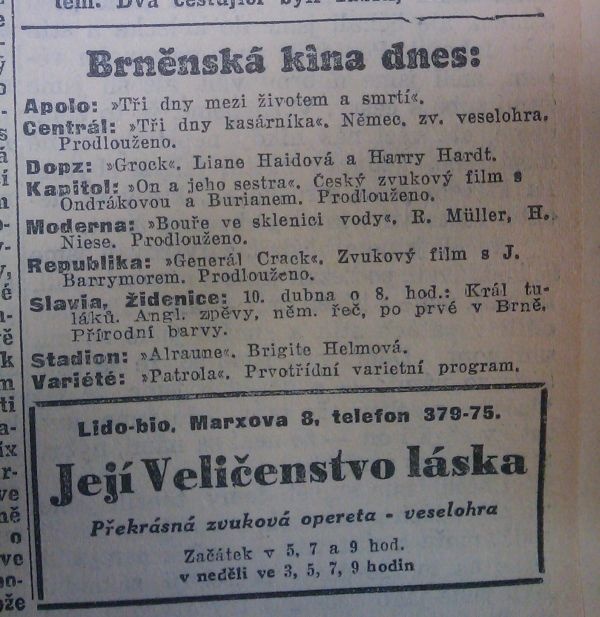 tem. Dva cestující byli
Brněnská kina dnes:
Apolo: »Tři dny mezi životem a smrtí«.
Centrál: »Tři dny kasárníka«. Němec. zv. veselohra.
Prodlouženo.
Dopz: »Grock«. Liane Haidová a Harry Hardt.
Kapitol: »On a jeho sestra«. Český zvukový film s
Ondrákovou a Burianem. Prodlouženo.
Moderna: »Bouře ve sklenici vody«. R. Müller, H.
Niese. Prodlouženo.
Republika: »Generál Crack«. Zvukový film s J.
Barrymorem. Prodlouženo.
Slavia, židenice: 10. dubna o 8. hod.: Král tu-
láků. Angl. zpěvy, něm. řeč, po prvé v Brně.
Přírodní barvy.
Stadion: »Alraune«. Brigite Helmová.
Variété: »Patrola«. Prvotřídní varietní program.
Lido-bio, Marxova 8, telefon 379-75.
Její Veličenstvo láska
Překrásná zvuková opereta - veselohra
Začátek v 5, 7 a 9 hod.
v neděli ve 3, 5, 7, 9 hodin